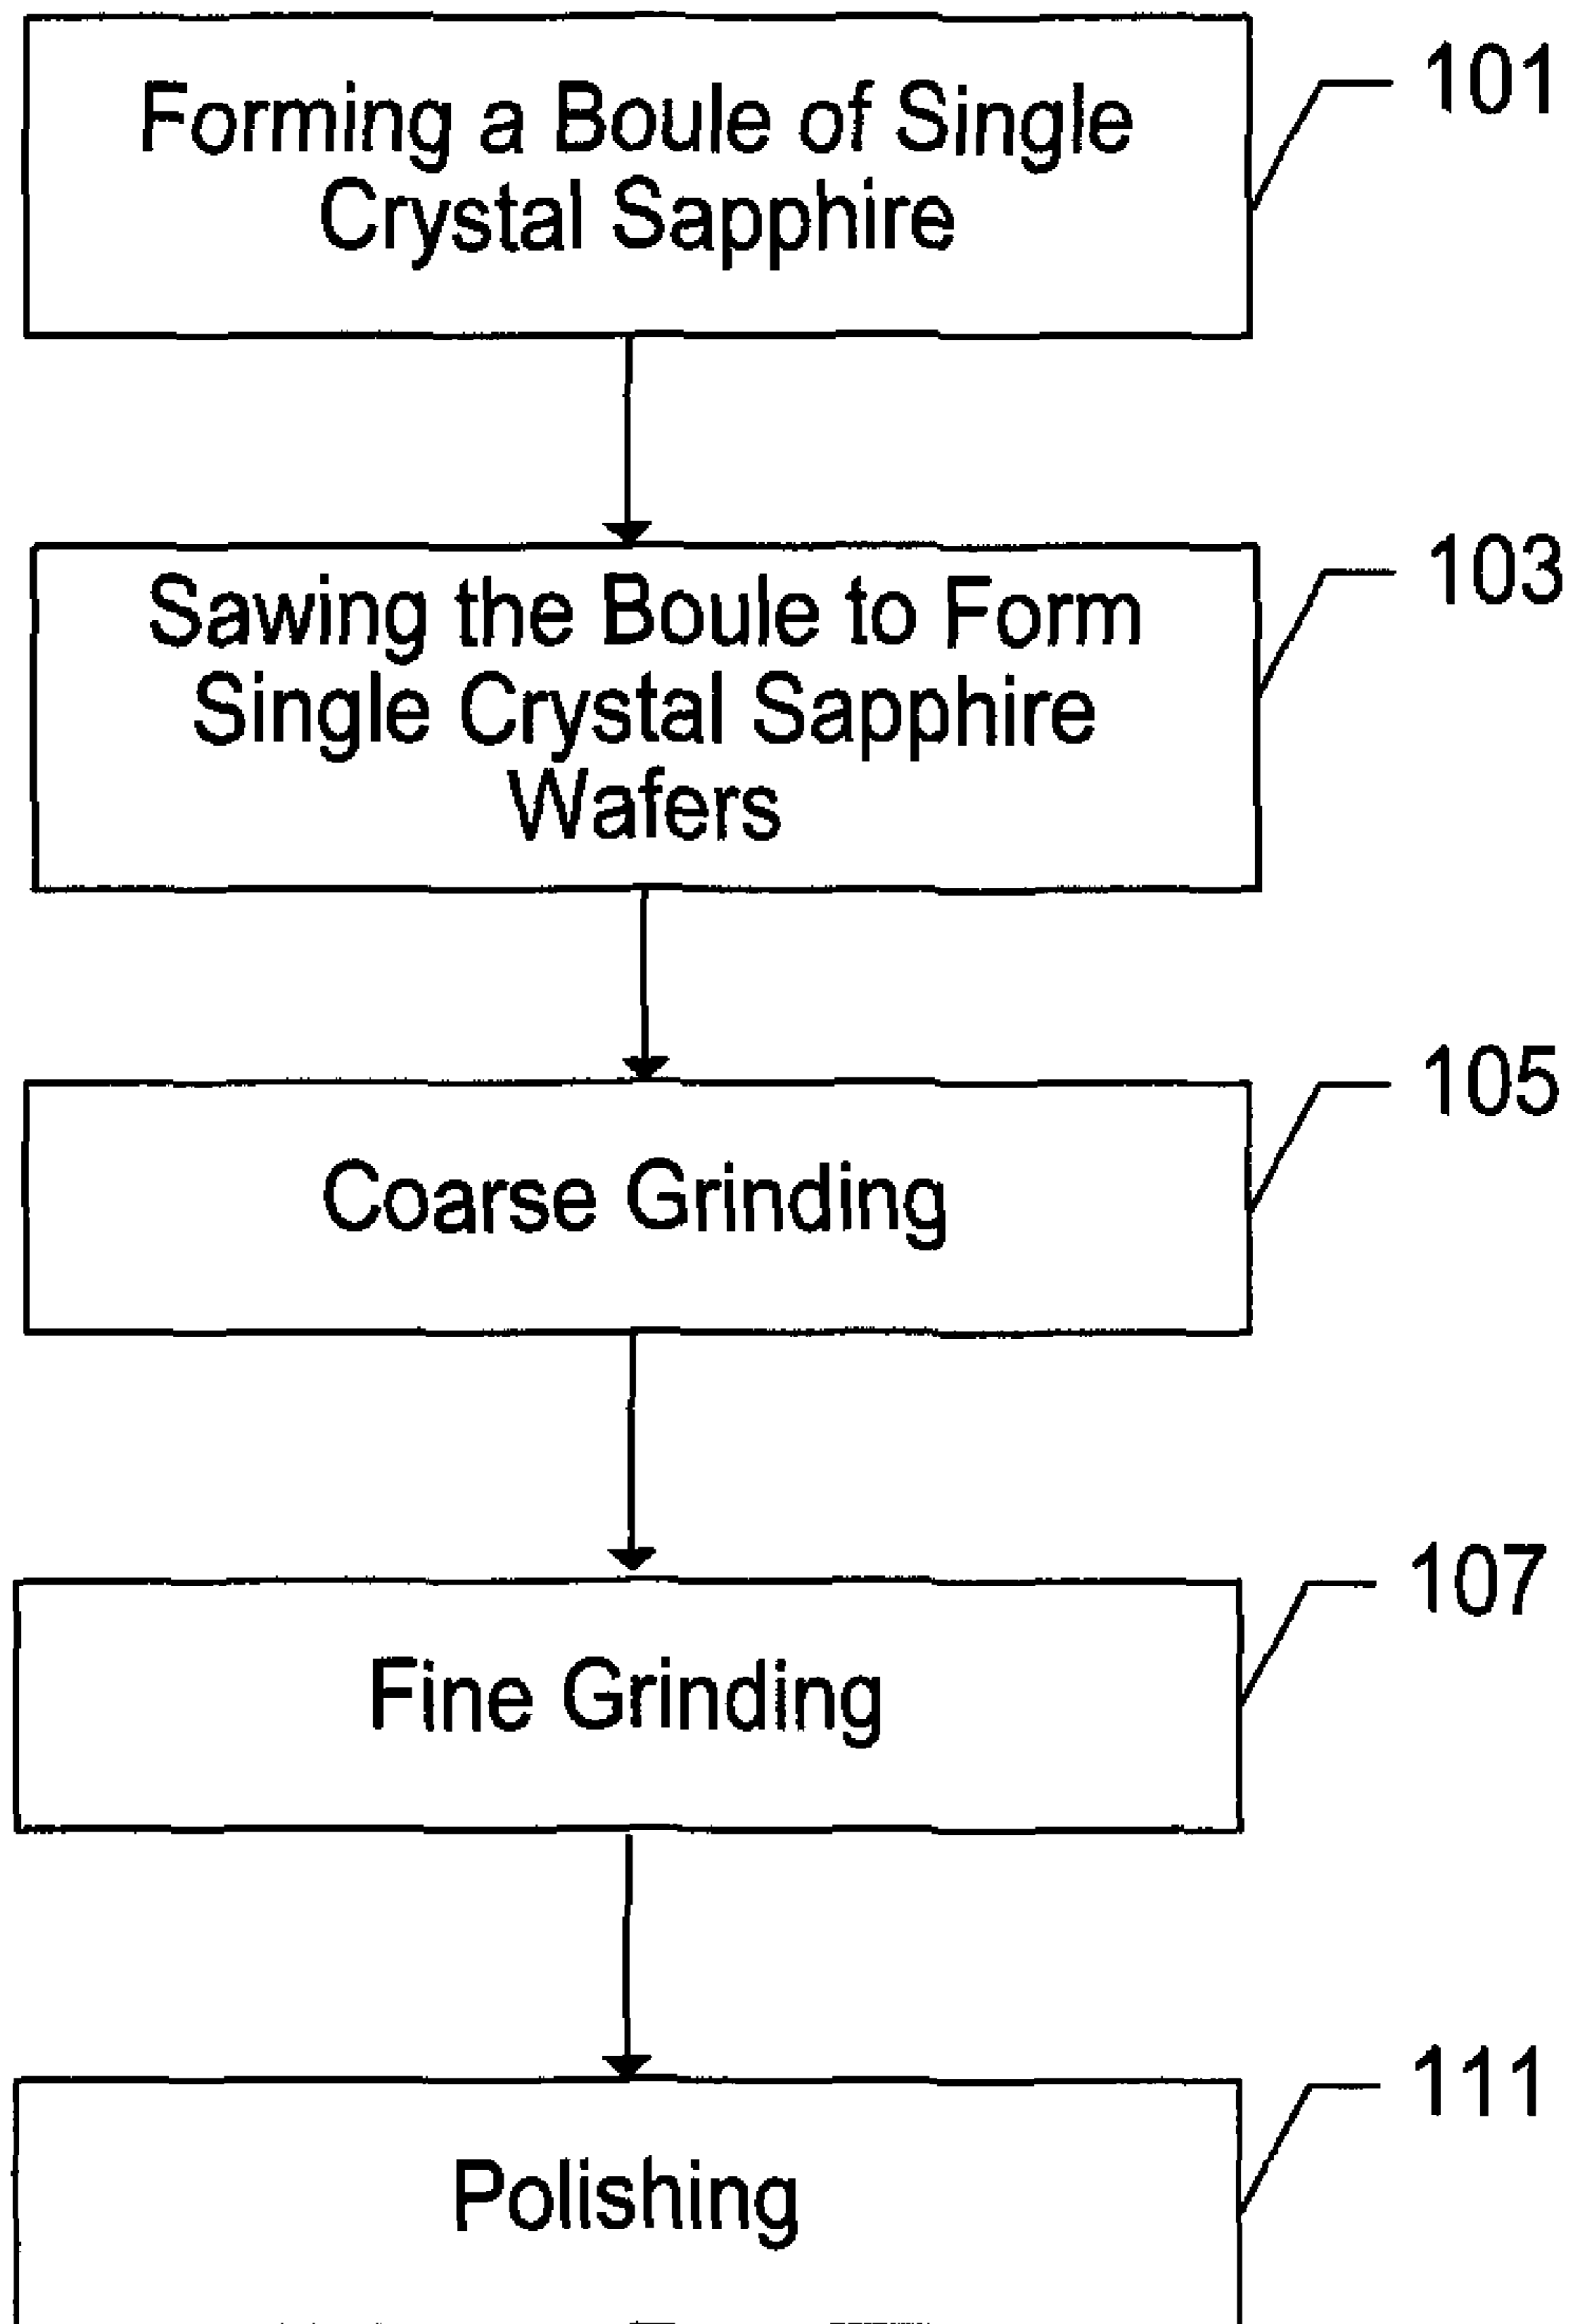 Forming a Boule of Single
Crystal Sapphire
101
Sawing the Boule to Form
Single Crystal Sapphire
Wafers
103
Coarse Grinding
105
Fine Grinding
107
Polishing
111